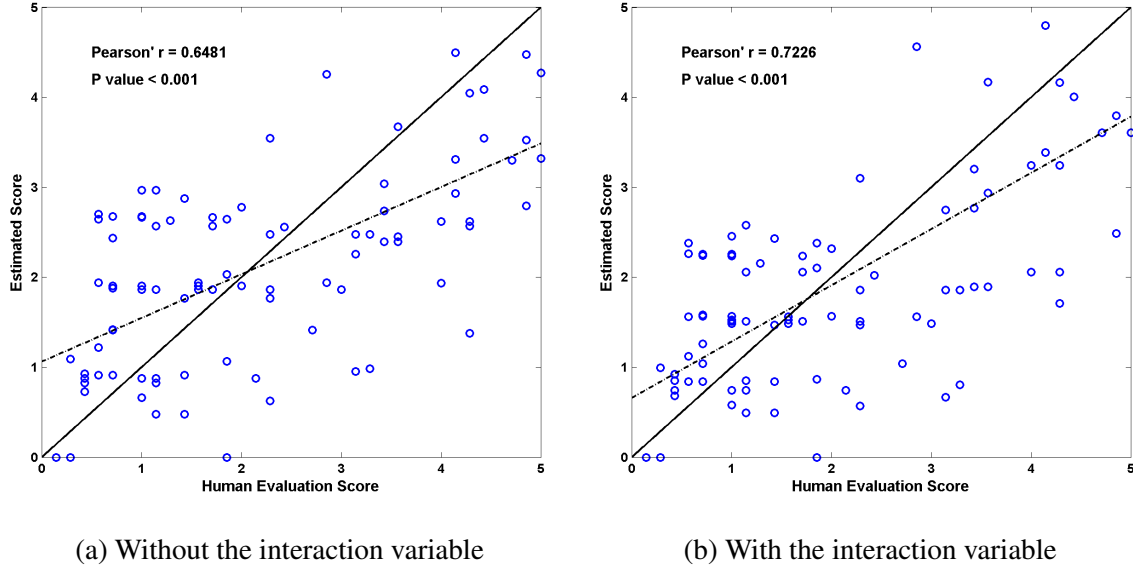 Pearson' r = 0.6481
P value < 0.001
Estimated Score
5
4
3
2
1
0
0 1 2 3 4 5
Human Evaluation Score
(a) Without the interaction variable
Pearson' r = 0.7226
P value < 0.001
Estimated Score
5
4
3
2
1
0
0 1 2 3 4 5
Human Evaluation Score
(b) With the interaction variable